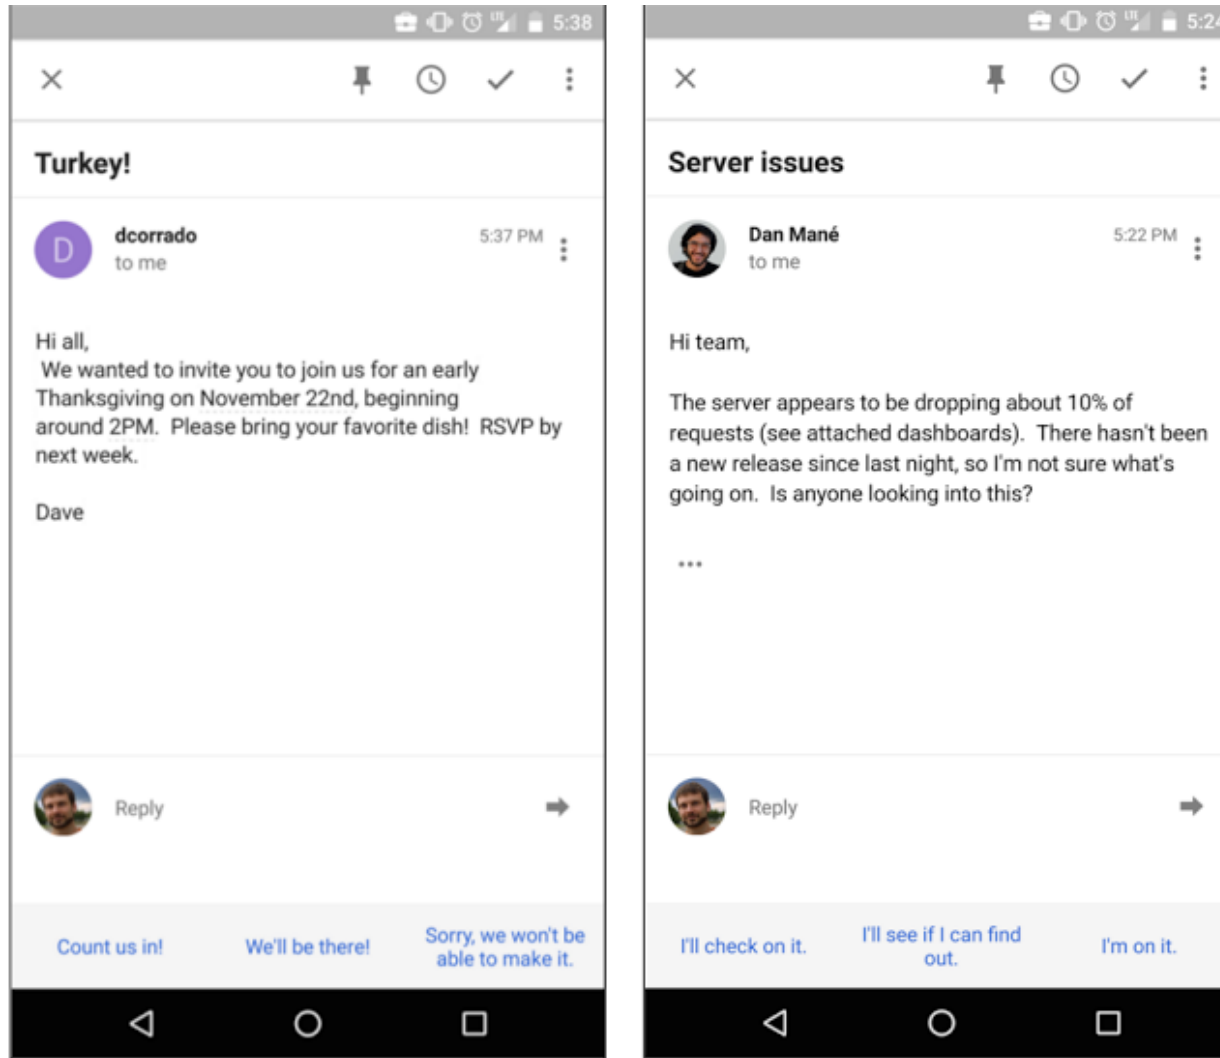 5:38
Turkey!
D
dcorrado
5:37 PM
to me
Hi all,
We wanted to invite you to join us for an early
Thanksgiving on November 22nd, beginning
around 2PM.  Please bring your favorite dish!  RSVP by
next week.
Dave
Reply
Count us in!
We'll be there!
Sorry, we won't be
able to make it.
LTE
5:24
Server issues
Dan Mané
5:22 PM
to me
Hi team,
The server appears to be dropping about 10% of
requests (see attached dashboards).  There hasn't been
a new release since last night, so I'm not sure what's
going on.  Is anyone looking into this?
...
Reply
I'll check on it.
I'll see if I can find
out.
I'm on it.